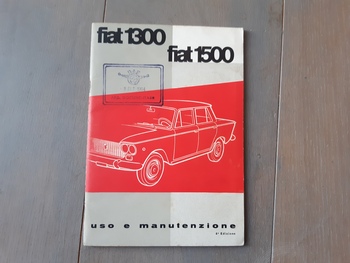 fiat 1300
fiat 1500
uso e manutenzione